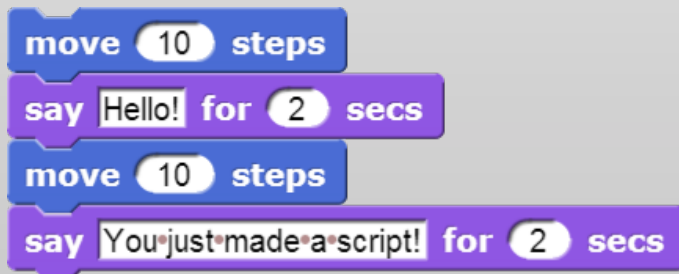 move 10 steps
say Hello! for 2 secs
move 10 steps
say You•just•made•a•script! for 2 secs